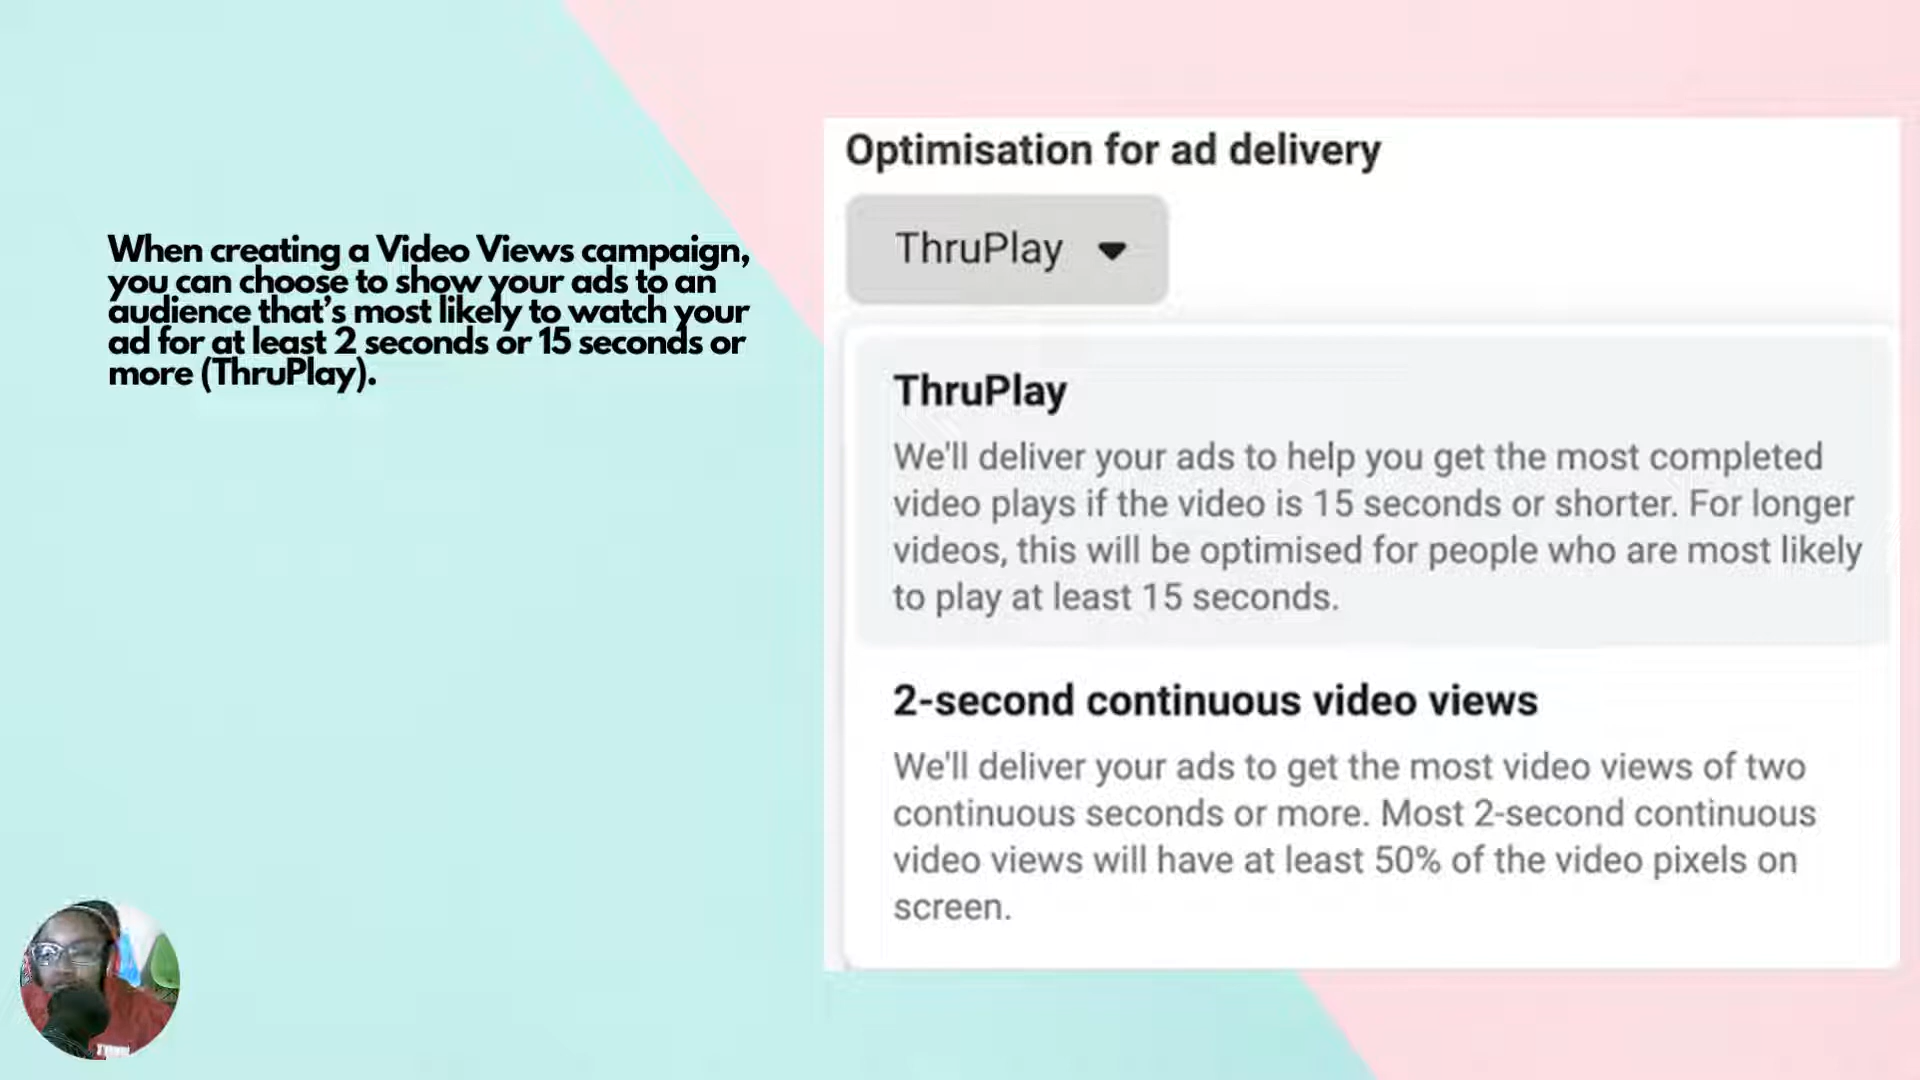 When creating a Video Views campaign,
you can choose to show your ads to an
audience that's most likely to watch your
ad for at least 2 seconds or 15 seconds or
more (ThruPlay).
Optimisation for ad delivery
ThruPlay
ThruPlay
We'll deliver your ads to help you get the most completed
video plays if the video is 15 seconds or shorter. For longer
videos, this will be optimised for people who are most likely
to play at least 15 seconds.
2-second continuous video views
We'll deliver your ads to get the most video views of two
continuous seconds or more. Most 2-second continuous
video views will have at least 50% of the video pixels on
screen.